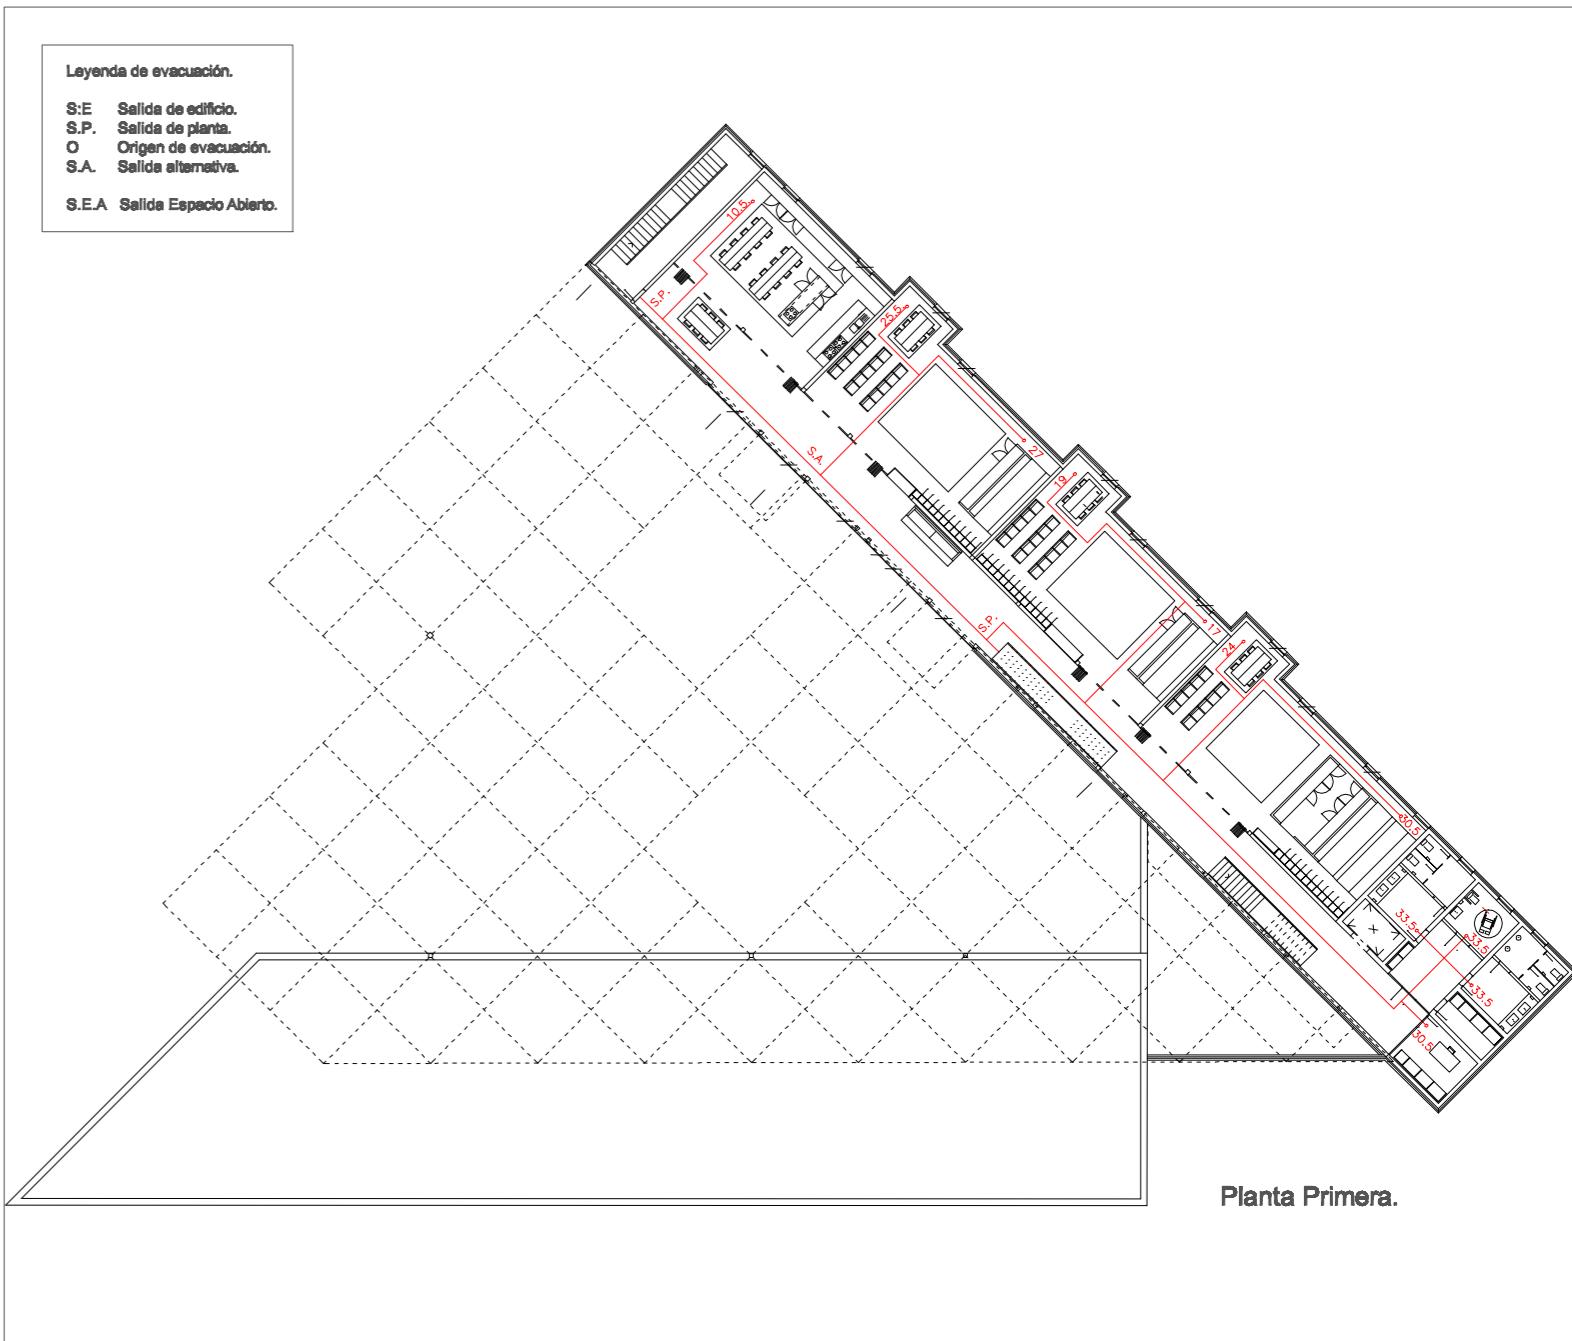 Leyenda de evacuación.
S:E Salida de edificio.
S.P. Salida de planta.
O Origen de evacuación.
S.A. Salida alternativa.
S.E.A Salida Espacio Abierto.
10.5
S.P.
25.5
27
S.A.
19
S.P.
17
24
30.5
33.5
33.5
33.5
30.5
Planta Primera.